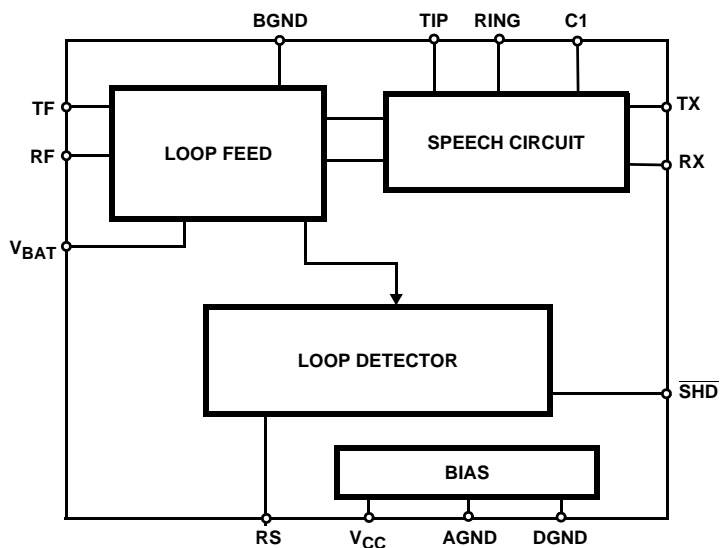 BGND TIP RING C1
TF
LOOP FEED
SPEECH CIRCUIT
TX
RF
RX
VBAT
LOOP DETECTOR
SHD
BIAS
RS VCC AGND DGND